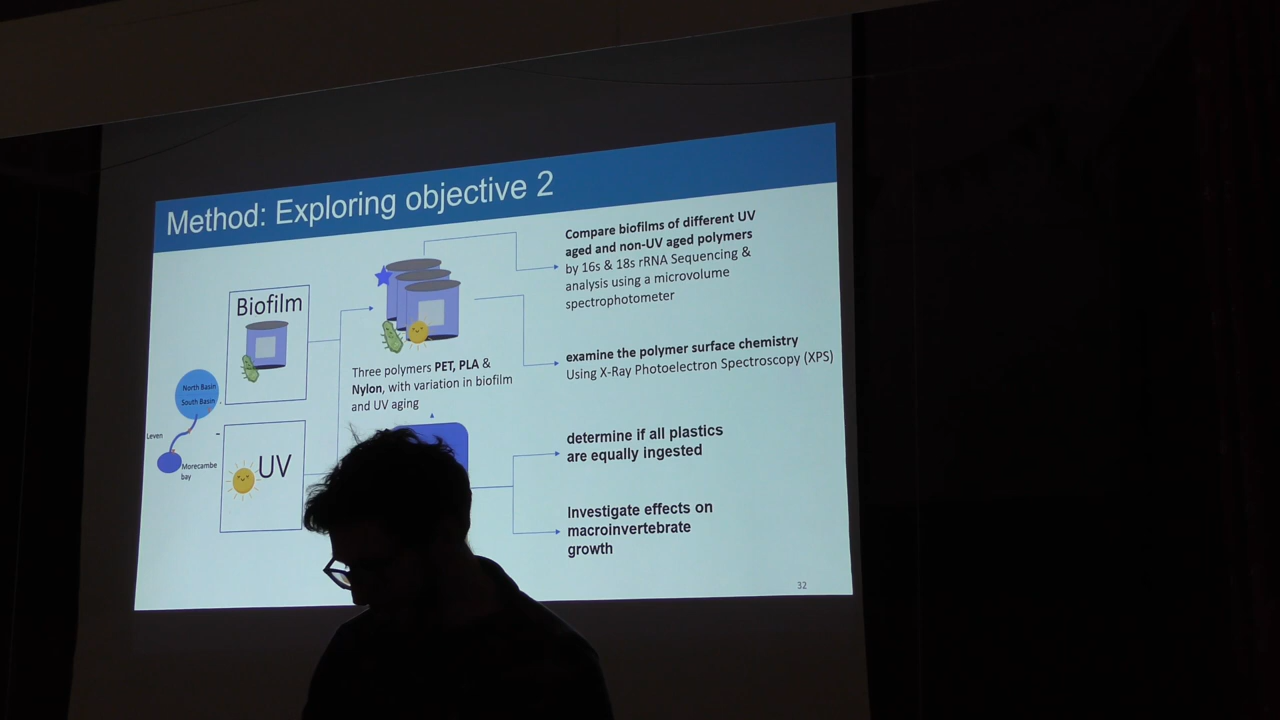 Method: Exploring objective 2
Biofilm
North Basin
South Basin
Leven
Morecambe
bay
UV
Three polymers PET, PLA &
Nylon, with variation in biofilm
and UV aging
Compare biofilms of different UV
aged and non-UV aged polymers
by 16s & 18s rRNA Sequencing &
analysis using a microvolume
spectrophotometer
examine the polymer surface chemistry
Using X-Ray Photoelectron Spectroscopy (XPS)
determine if all plastics
are equally ingested
Investigate effects on
macroinvertebrate
growth
32